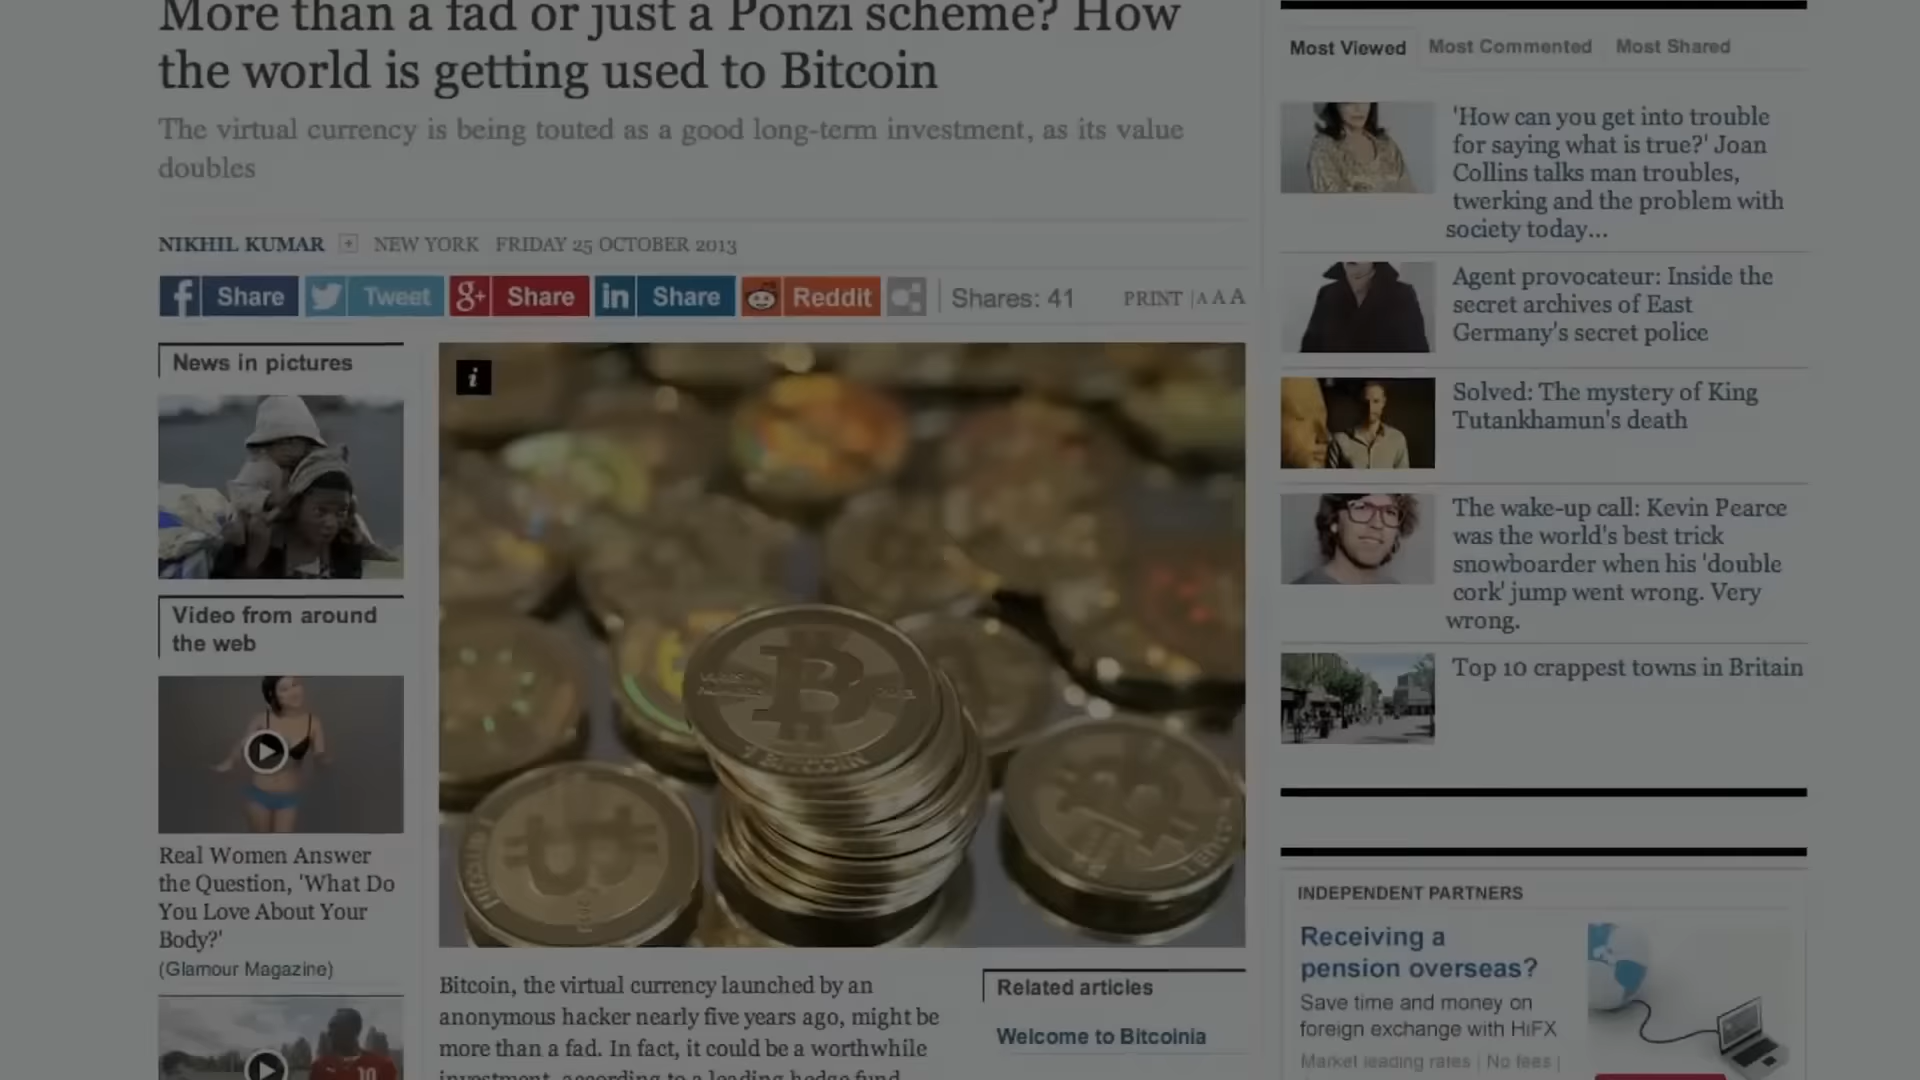 More than a fad or just a Ponzi scheme? How
the world is getting used to Bitcoin
The virtual currency is being touted as a good long-term investment, as its value
doubles
NIKHIL KUMAR + NEW YORK FRIDAY 25 OCTOBER 2013
f Share Tweet g+ Share in Share Reddit Shares: 41 PRINT | A A A
News in pictures
Video from around
the web
Real Women Answer
the Question, 'What Do
You Love About Your
Body?'
(Glamour Magazine)
10
i
1 BITCOIN
Bitcoin, the virtual currency launched by an
anonymous hacker nearly five years ago, might be
more than a fad. In fact, it could be a worthwhile
investment, according to a leading hedge fund
Related articles
Welcome to Bitcoinia
Most Viewed Most Commented Most Shared
'How can you get into trouble
for saying what is true?' Joan
Collins talks man troubles,
twerking and the problem with
society today...
Agent provocateur: Inside the
secret archives of East
Germany's secret police
Solved: The mystery of King
Tutankhamun's death
The wake-up call: Kevin Pearce
was the world's best trick
snowboarder when his 'double
cork' jump went wrong. Very
wrong.
Top 10 crappest towns in Britain
INDEPENDENT PARTNERS
Receiving a
pension overseas?
Save time and money on
foreign exchange with HiFX
Market leading rates | No fees |